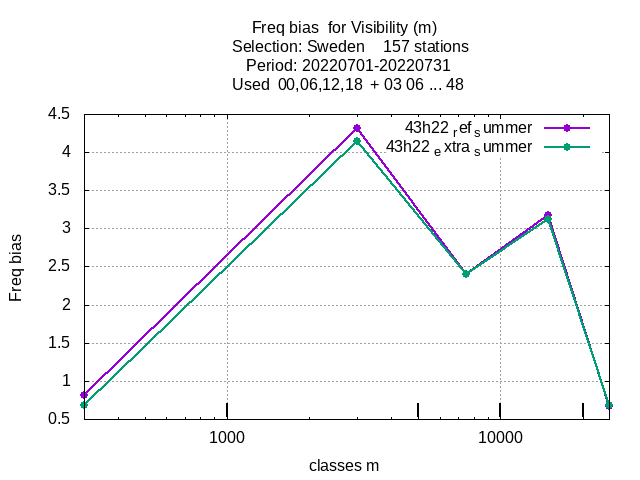 Freq bias  for Visibility (m)
Selection: Sweden    157 stations
Period: 20220701-20220731
Used  00,06,12,18  + 03 06 ... 48
4.5
4
3.5
3
2.5
2
1.5
1
0.5
Freq bias
43h22 ref summer
43h22 extra summer
1000
10000
classes m